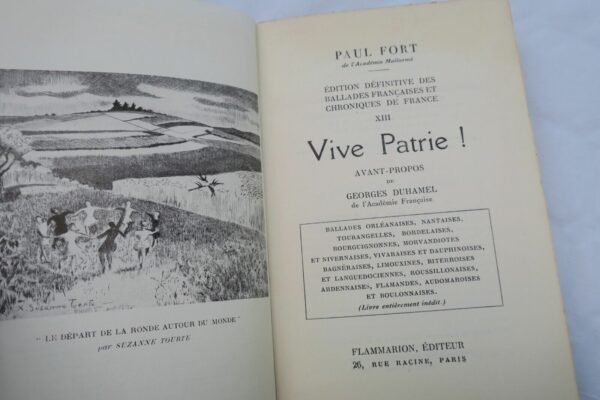 X. Suzanne Tourte
" LE DÉPART DE LA RONDE AUTOUR DU MONDE "
par SUZANNE TOURTE
PAUL FORT
de l'Académie Mallarmé
ÉDITION DÉFINITIVE DES
BALLADES FRANÇAISES ET
CHRONIQUES DE FRANCE
XIII
Vive Patrie !
AVANT-PROPOS
DE
GEORGES DUHAMEL
de l'Académie Française
BALLADES ORLÉANAISES, NANTAISES,
TOURANGELLES, BORDELAISES,
BOURGUIGNONNES, MORVANDIOTES
ET NIVERNAISES, VIVARAISES ET DAUPHINOISES,
BAGNÉRAISES, LIMOUXINES, BITERROISES
ET LANGUEDOCIENNES, ROUSSILLONAISES,
ARDENNAISES, FLAMANDES, AUDOMAROISES
ET BOULONNAISES.
(Livre entièrement inédit.)
FLAMMARION, ÉDITEUR
26, RUE RACINE, PARIS